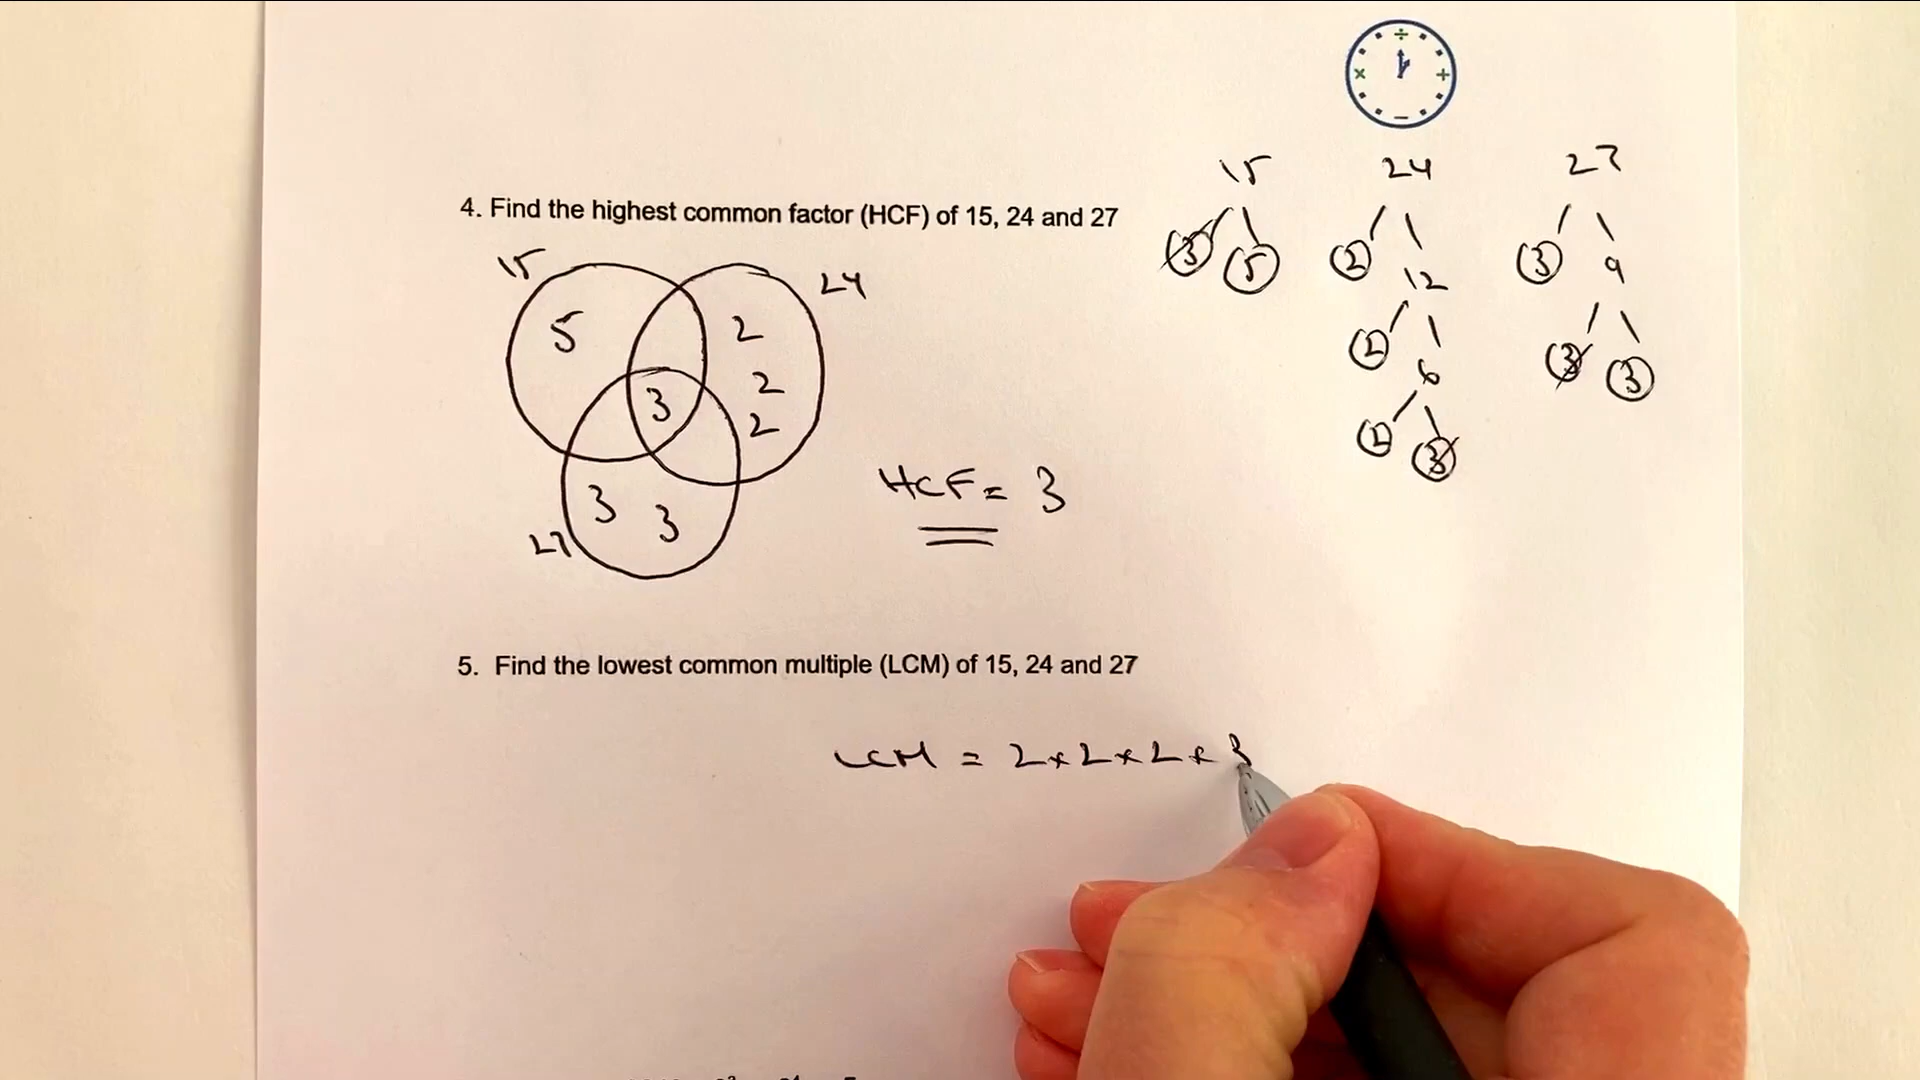 ÷
× +
−
15 24 27
4. Find the highest common factor (HCF) of 15, 24 and 27
3 5 2 12 3 9
2 6 3 3
2 3
15 24
5 2
2
3 2
3 3
27
HCF = 3
5. Find the lowest common multiple (LCM) of 15, 24 and 27
LCM = 2 × 2 × 2 × 3